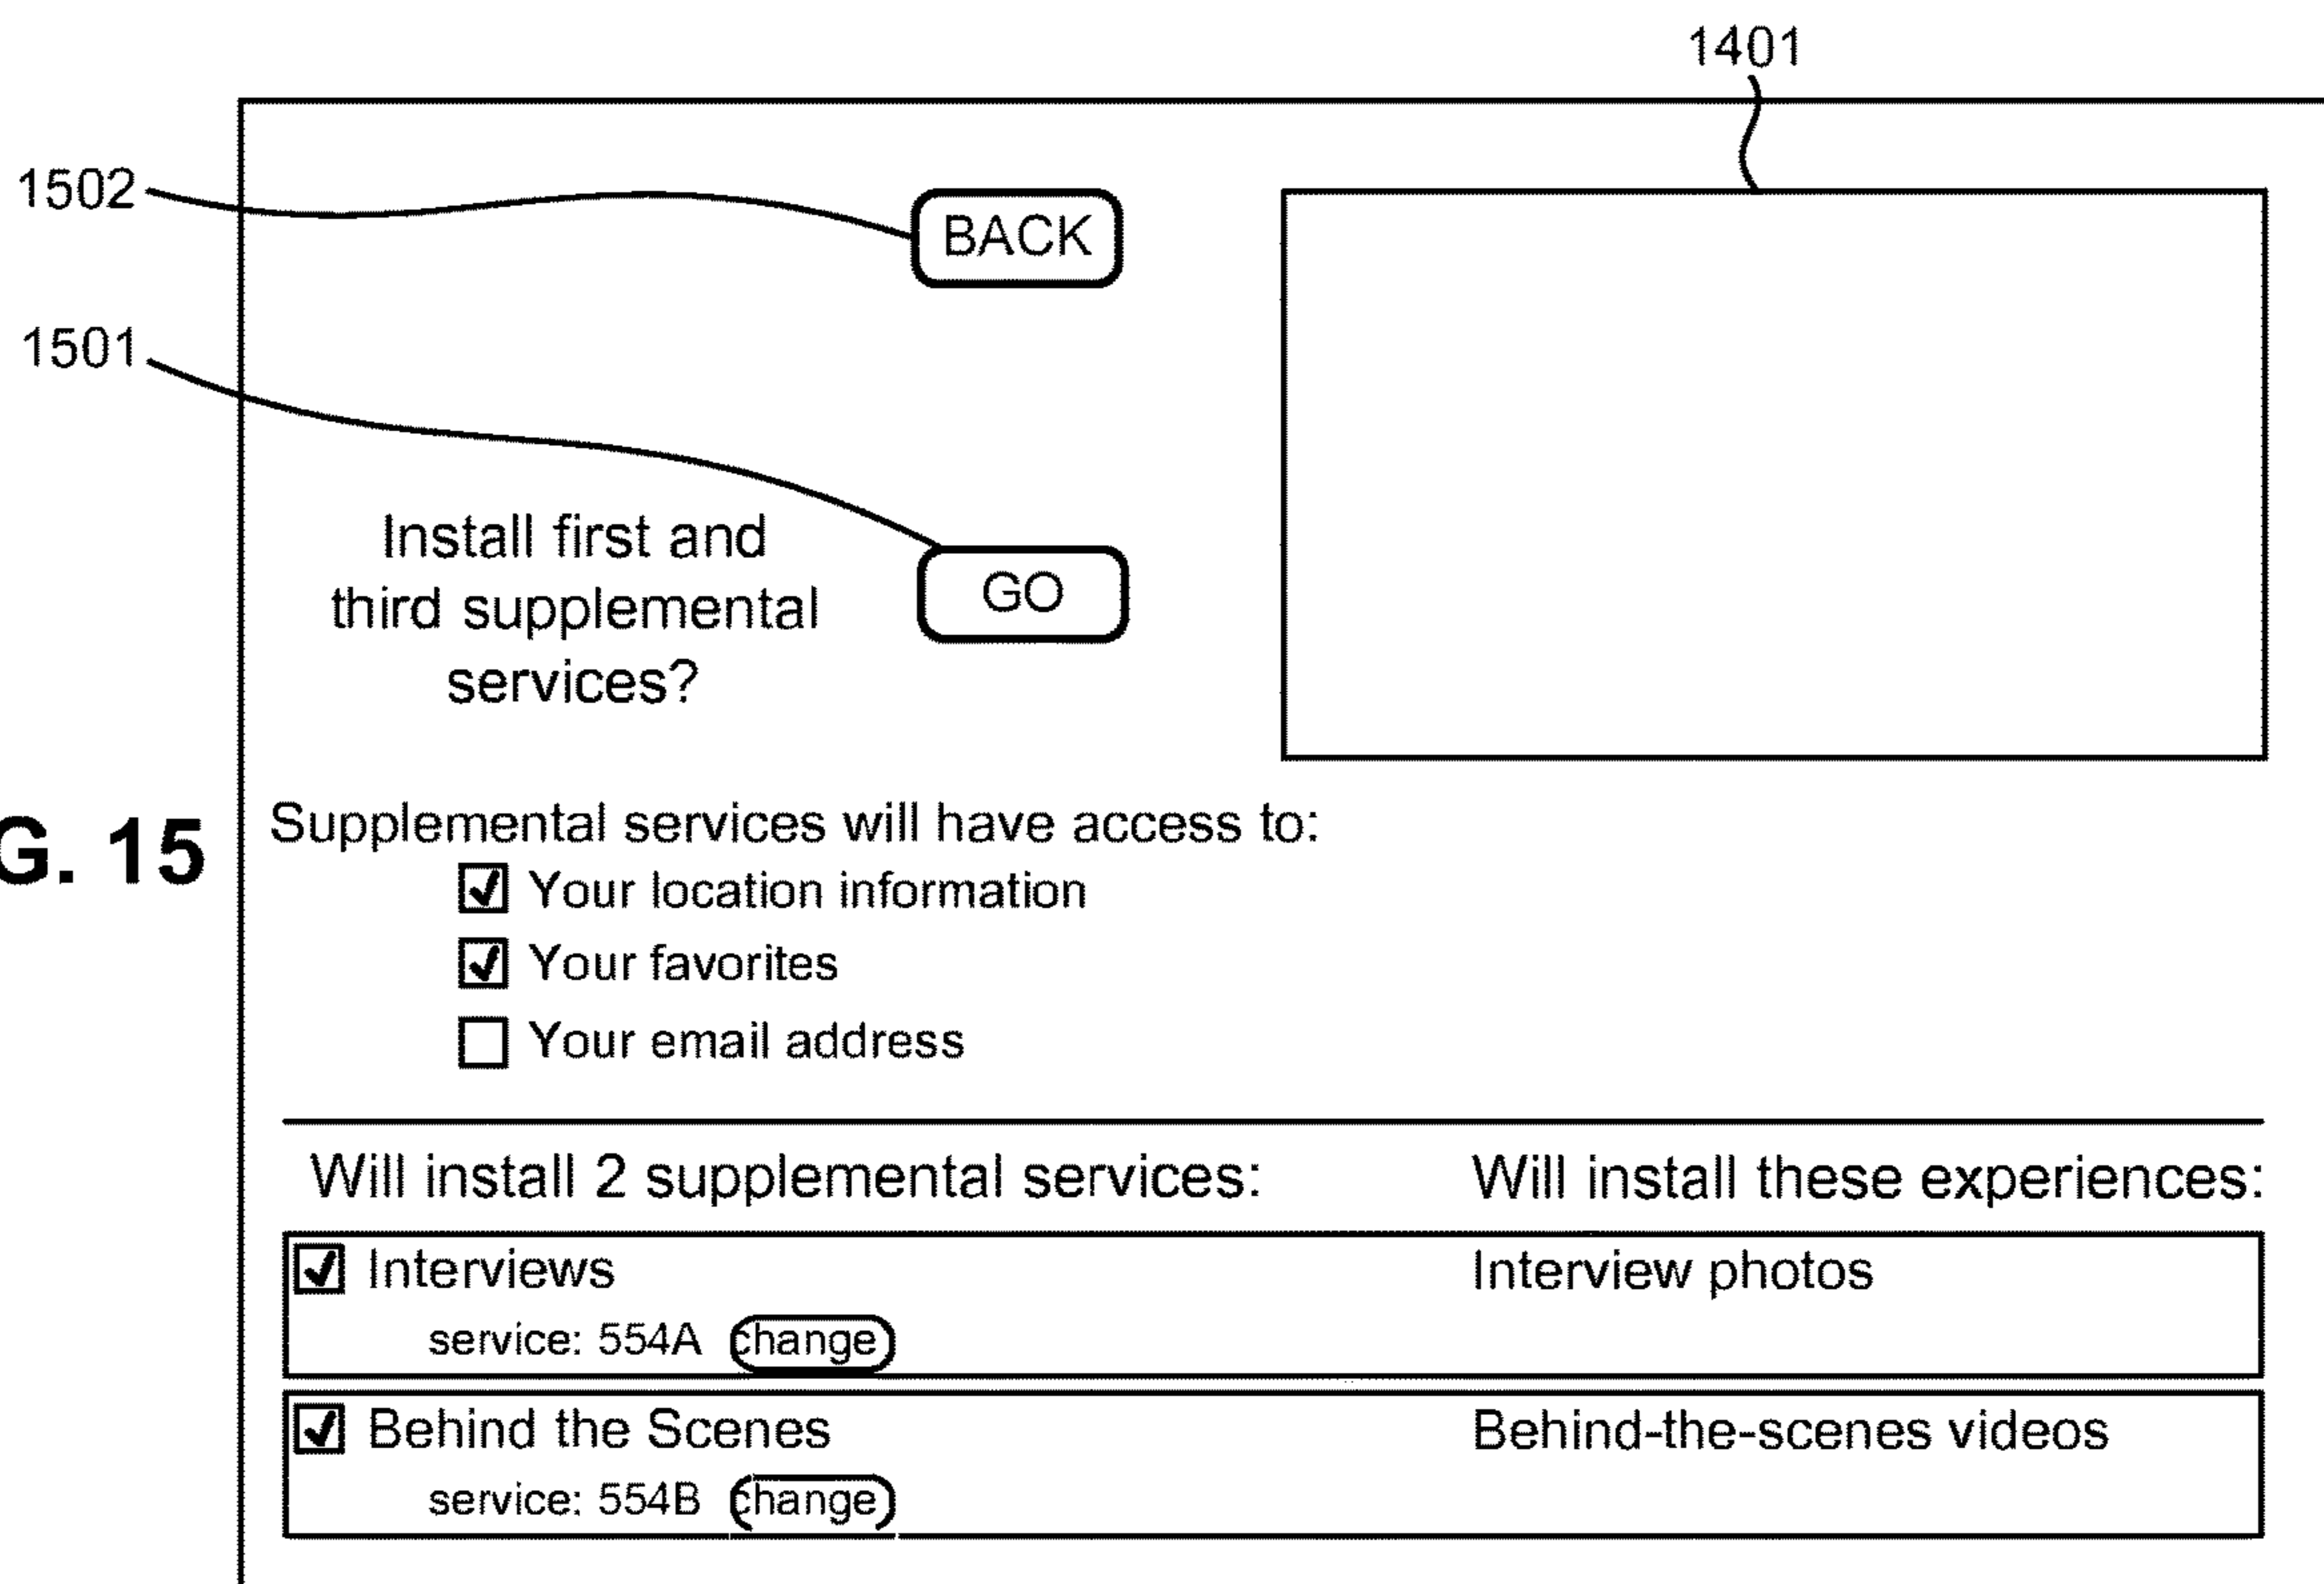 1401
1502
BACK
1501
Install first and
third supplemental
services?
GO
G. 15
Supplemental services will have access to:
Your location information
Your favorites
Your email address
Will install 2 supplemental services:
Will install these experiences:
Interviews
Interview photos
service: 554A change
Behind the Scenes
Behind-the-scenes videos
service: 554B change